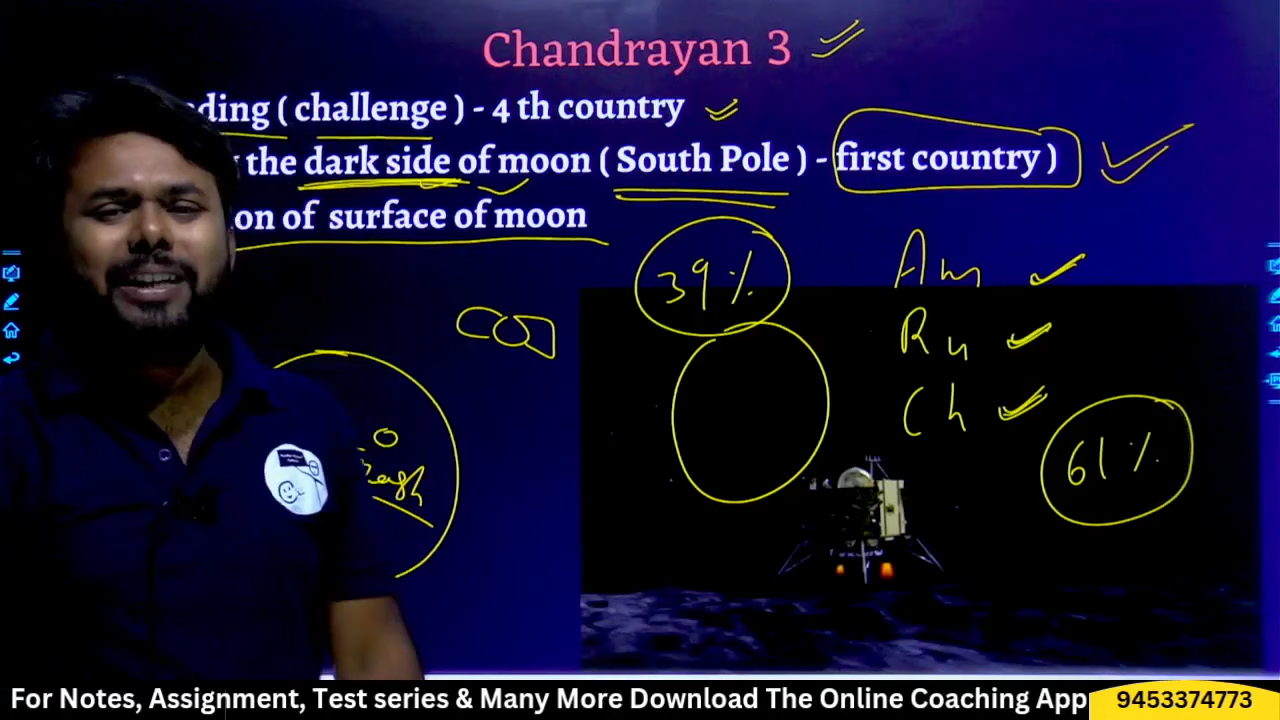 Chandrayan 3
ding ( challenge ) - 4 th country
the dark side of moon ( South Pole ) - first country )
on of surface of moon
39 %
Am
Ru
Ch
61 %
For Notes, Assignment, Test series & Many More Download The Online Coaching App
9453374773